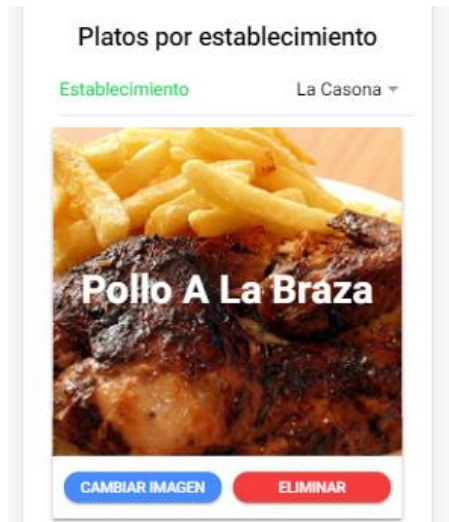 Platos por establecimiento
Establecimiento La Casona
Pollo A La Braza
CAMBIAR IMAGEN ELIMINAR